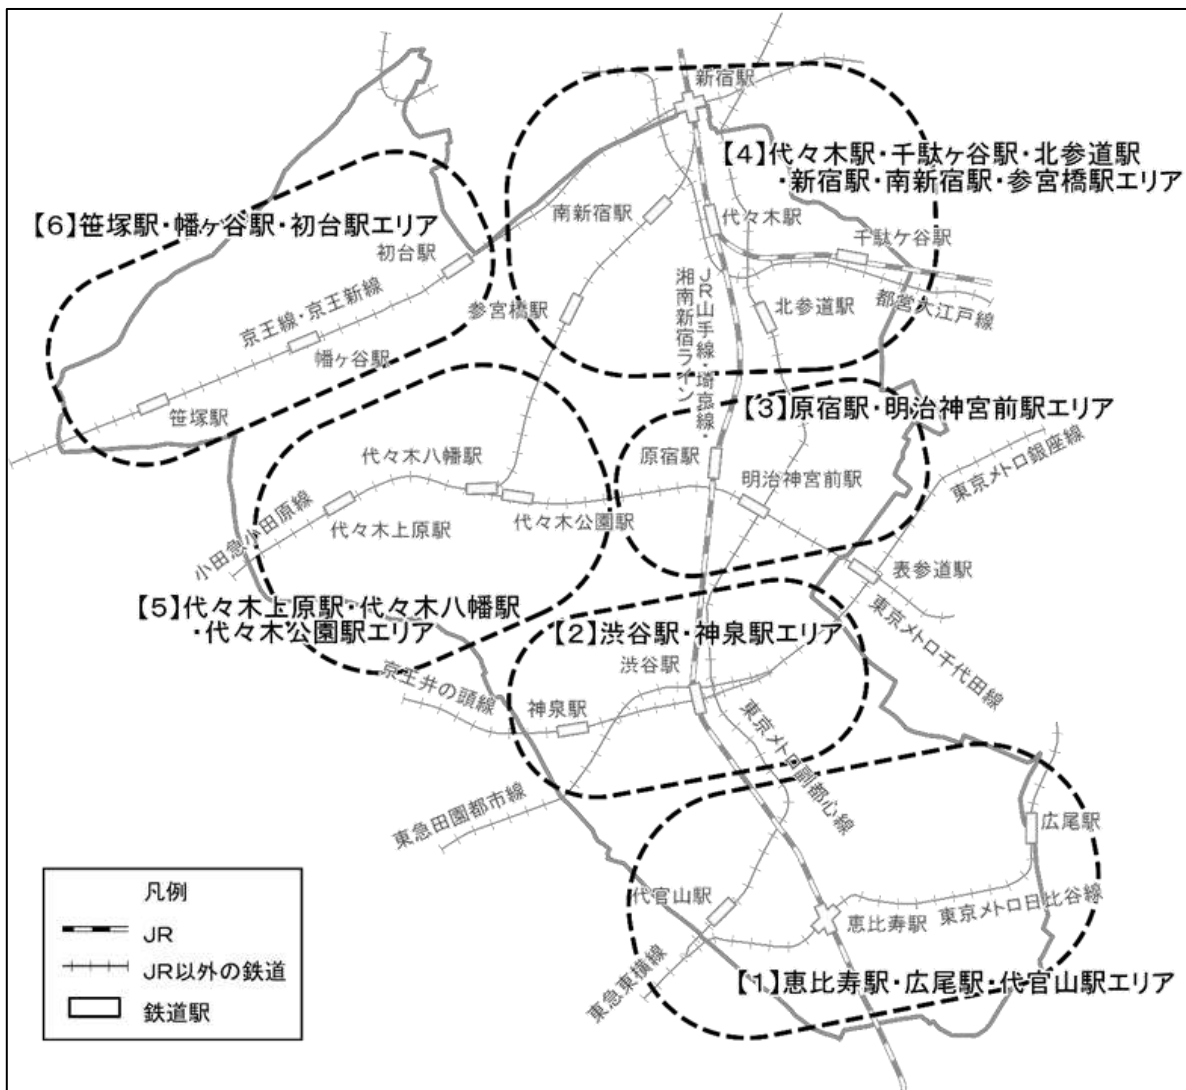 新宿駅
【4】代々木駅・千駄ヶ谷駅・北参道駅
・新宿駅・南新宿駅・参宮橋駅エリア
南新宿駅
代々木駅
【6】笹塚駅・幡ヶ谷駅・初台駅エリア
千駄ケ谷駅
初台駅
京王線・京王新線
参宮橋駅
JR山手線・埼京線・
湘南新宿ライン
北参道駅
都営大江戸線
幡ヶ谷駅
笹塚駅
【3】原宿駅・明治神宮前駅エリア
代々木八幡駅
原宿駅
明治神宮前駅
東京メトロ銀座線
小田急小田原線
代々木上原駅
代々木公園駅
表参道駅
【5】代々木上原駅・代々木八幡駅
・代々木公園駅エリア
【2】渋谷駅・神泉駅エリア
東京メトロ千代田線
渋谷駅
京王井の頭線
神泉駅
東京メトロ副都心線
東急田園都市線
広尾駅
代官山駅
恵比寿駅
東京メトロ日比谷線
東急東横線
【1】恵比寿駅・広尾駅・代官山駅エリア
凡例
JR
JR以外の鉄道
鉄道駅